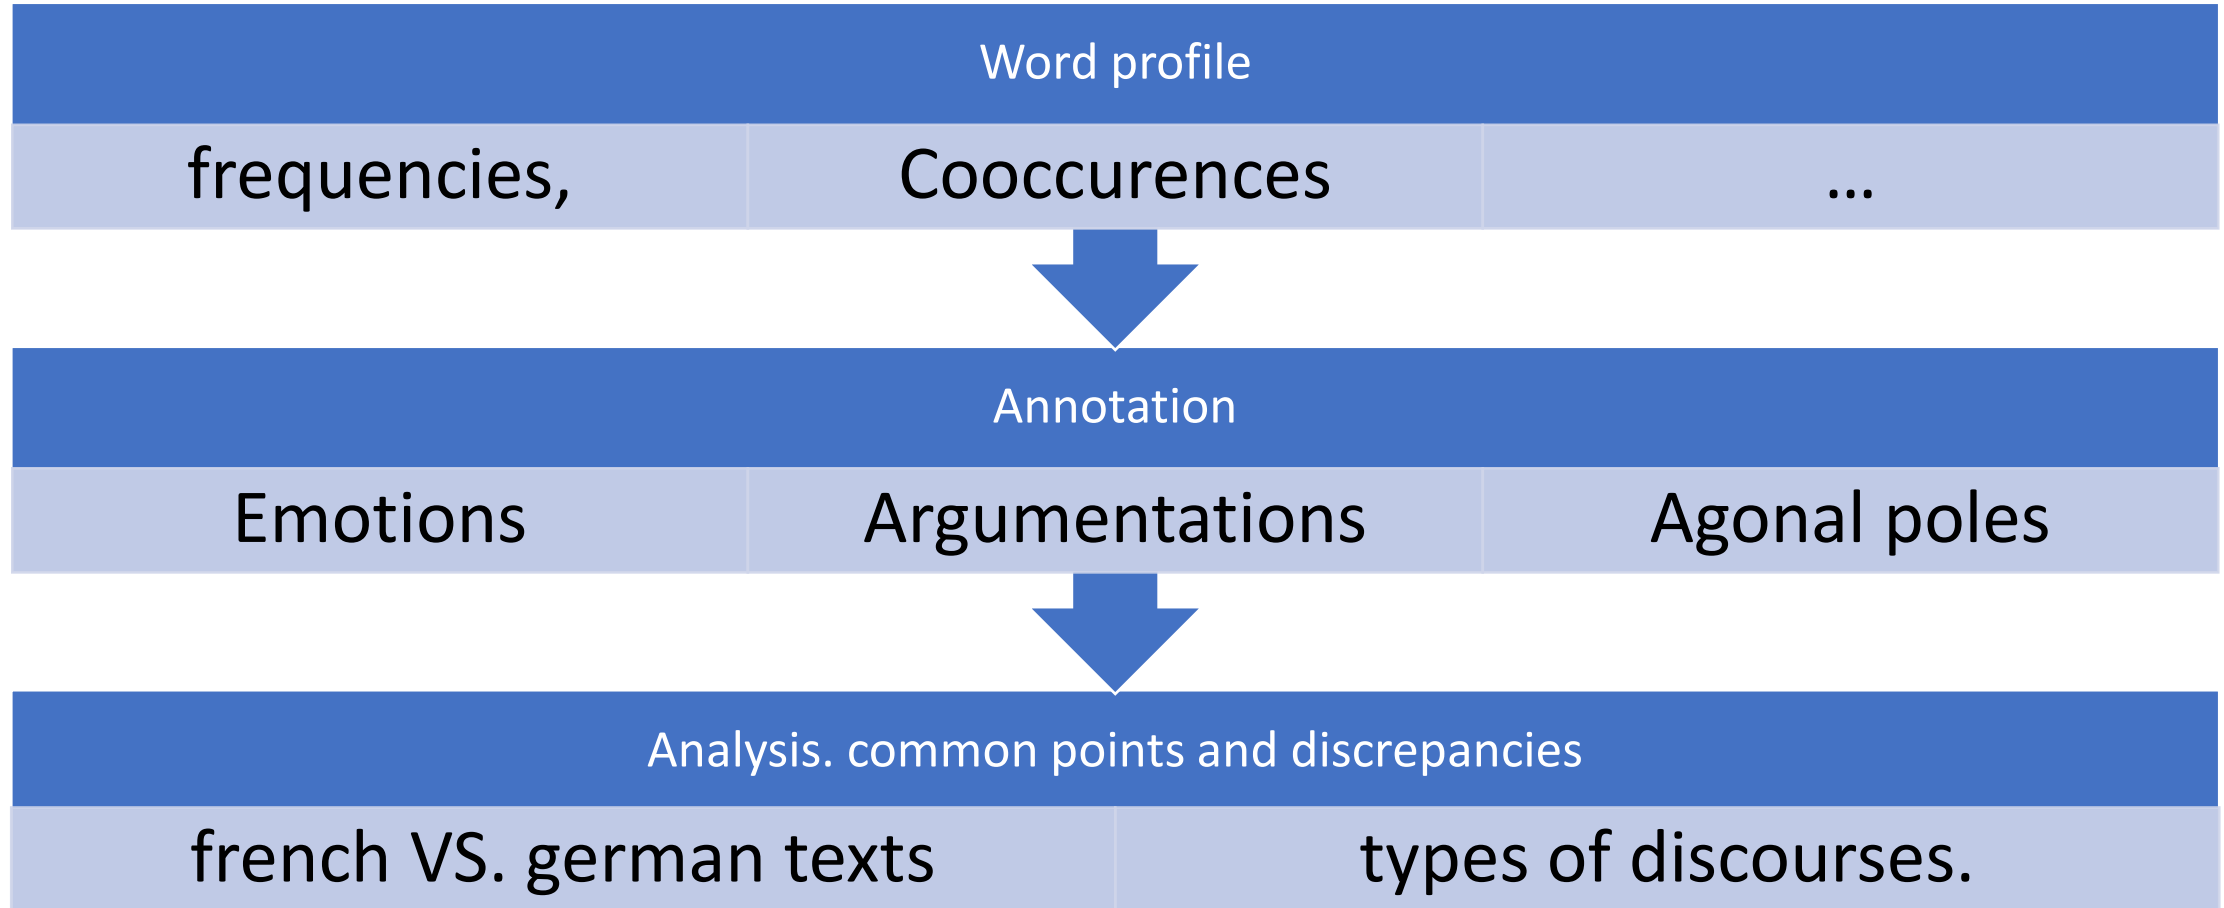 Word profile
frequencies, Cooccurences ...
Annotation
Emotions Argumentations Agonal poles
Analysis. common points and discrepancies
french VS. german texts types of discourses.